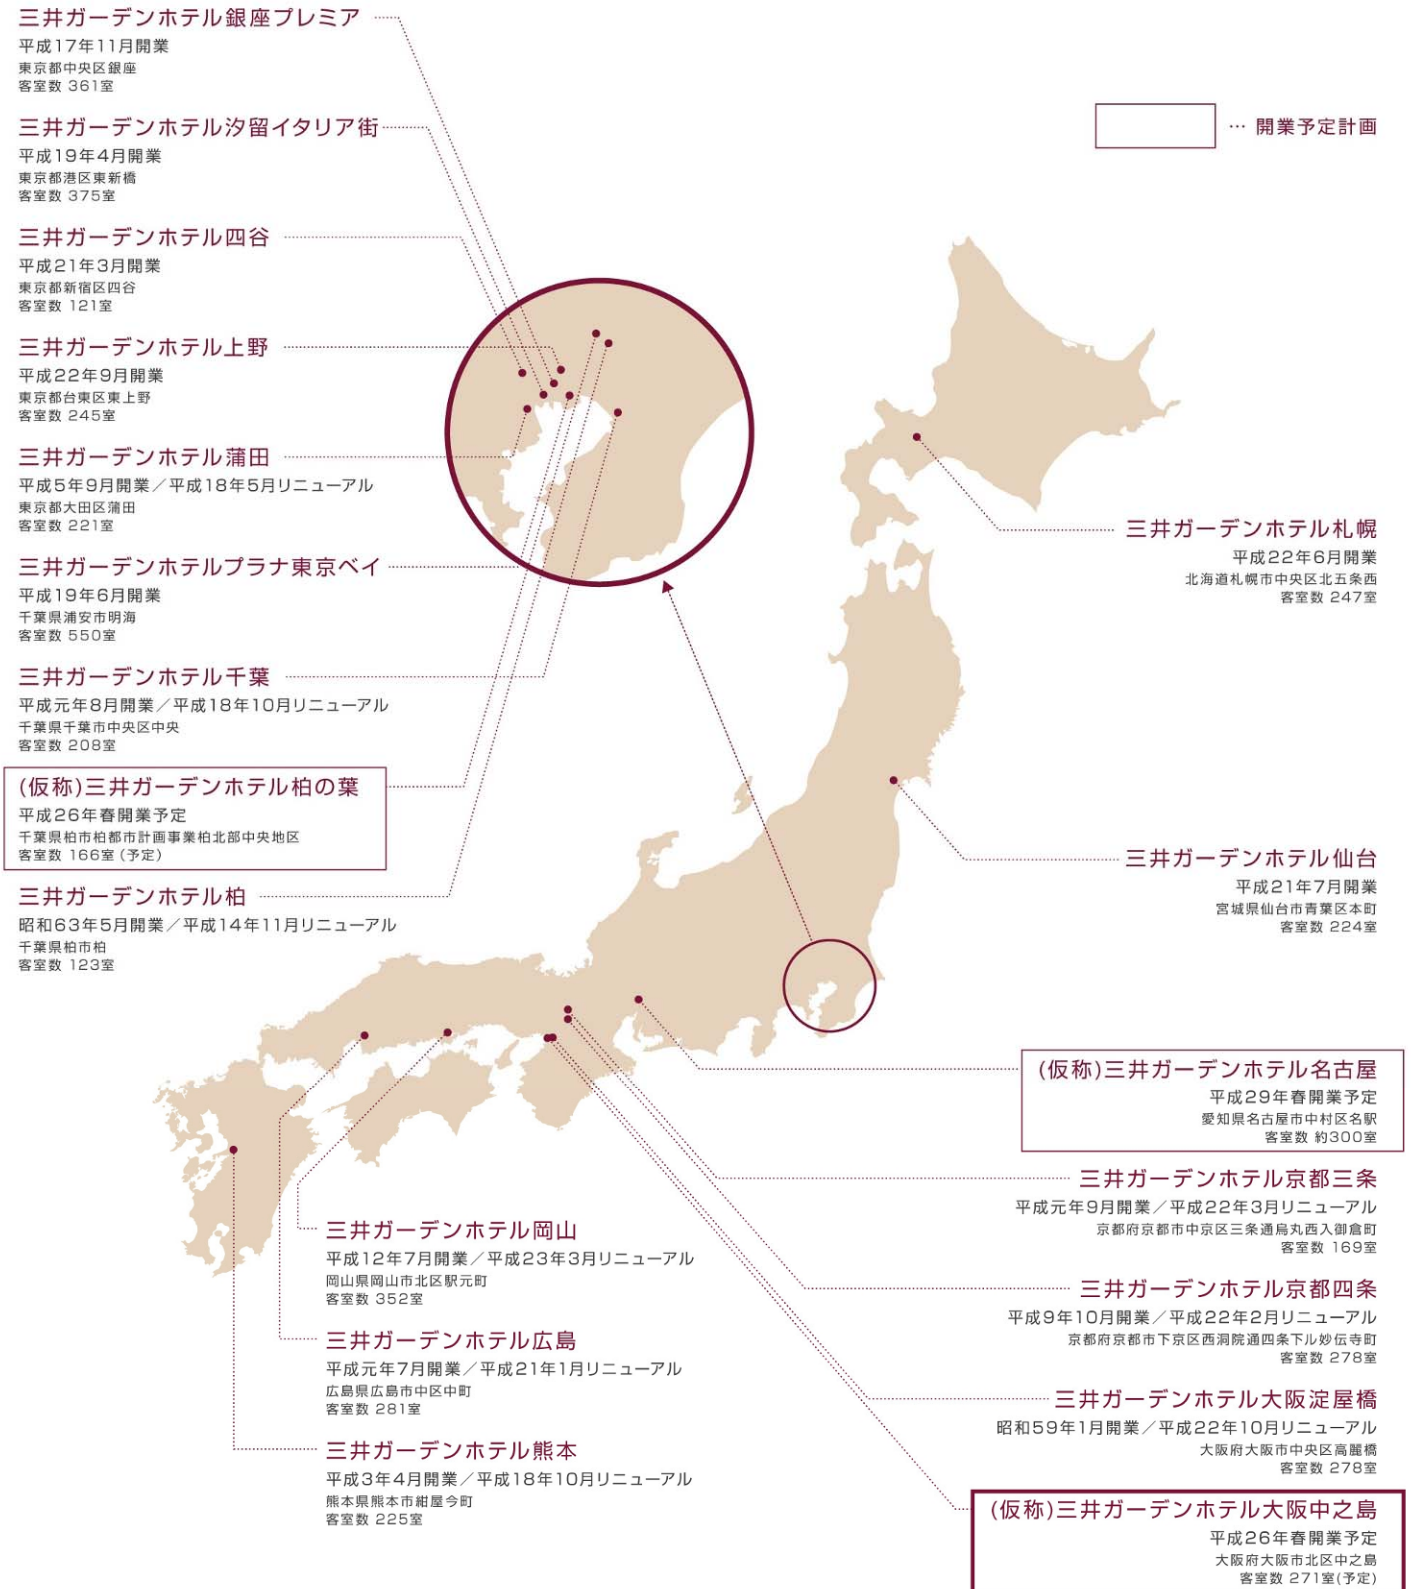 三井ガーデンホテル銀座プレミア
平成17年11月開業
東京都中央区銀座
客室数 361室
三井ガーデンホテル汐留イタリア街
平成19年4月開業
東京都港区東新橋
客室数 375室
三井ガーデンホテル四谷
平成21年3月開業
東京都新宿区四谷
客室数 121室
三井ガーデンホテル上野
平成22年9月開業
東京都台東区東上野
客室数 245室
三井ガーデンホテル蒲田
平成5年9月開業／平成18年5月リニューアル
東京都大田区蒲田
客室数 221室
三井ガーデンホテルプラナ東京ベイ
平成19年6月開業
千葉県浦安市明海
客室数 550室
三井ガーデンホテル千葉
平成元年8月開業／平成18年10月リニューアル
千葉県千葉市中央区中央
客室数 208室
(仮称)三井ガーデンホテル柏の葉
平成26年春開業予定
千葉県柏市柏都市計画事業柏北部中央地区
客室数 166室(予定)
三井ガーデンホテル柏
昭和63年5月開業／平成14年11月リニューアル
千葉県柏市柏
客室数 123室
… 開業予定計画
三井ガーデンホテル札幌
平成22年6月開業
北海道札幌市中央区北五条西
客室数 247室
三井ガーデンホテル仙台
平成21年7月開業
宮城県仙台市青葉区本町
客室数 224室
(仮称)三井ガーデンホテル名古屋
平成29年春開業予定
愛知県名古屋市中村区名駅
客室数 約300室
三井ガーデンホテル京都三条
平成元年9月開業／平成22年3月リニューアル
京都府京都市中京区三条通烏丸西入御倉町
客室数 169室
三井ガーデンホテル京都四条
平成9年10月開業／平成22年2月リニューアル
京都府京都市下京区西洞院通四条下ル妙伝寺町
客室数 278室
三井ガーデンホテル大阪淀屋橋
昭和59年1月開業／平成22年10月リニューアル
大阪府大阪市中央区高麗橋
客室数 278室
(仮称)三井ガーデンホテル大阪中之島
平成26年春開業予定
大阪府大阪市北区中之島
客室数 271室(予定)
三井ガーデンホテル岡山
平成12年7月開業／平成23年3月リニューアル
岡山県岡山市北区駅元町
客室数 352室
三井ガーデンホテル広島
平成元年7月開業／平成21年1月リニューアル
広島県広島市中区中町
客室数 281室
三井ガーデンホテル熊本
平成3年4月開業／平成18年10月リニューアル
熊本県熊本市紺屋今町
客室数 225室